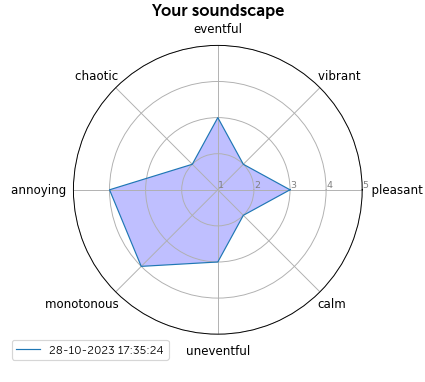 Your soundscape
eventful
chaotic
vibrant
annoying
1
2
3
4
5
pleasant
monotonous
calm
uneventful
28-10-2023 17:35:24